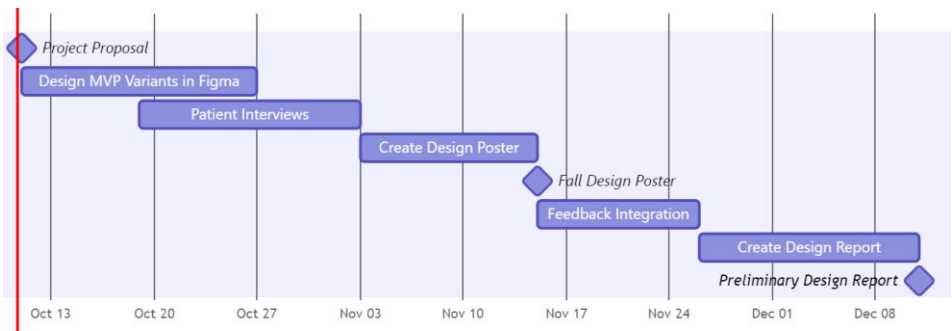 Project Proposal
Design MVP Variants in Figma
Patient Interviews
Create Design Poster
Fall Design Poster
Feedback Integration
Create Design Report
Preliminary Design Report
Oct 13 Oct 20 Oct 27 Nov 03 Nov 10 Nov 17 Nov 24 Dec 01 Dec 08